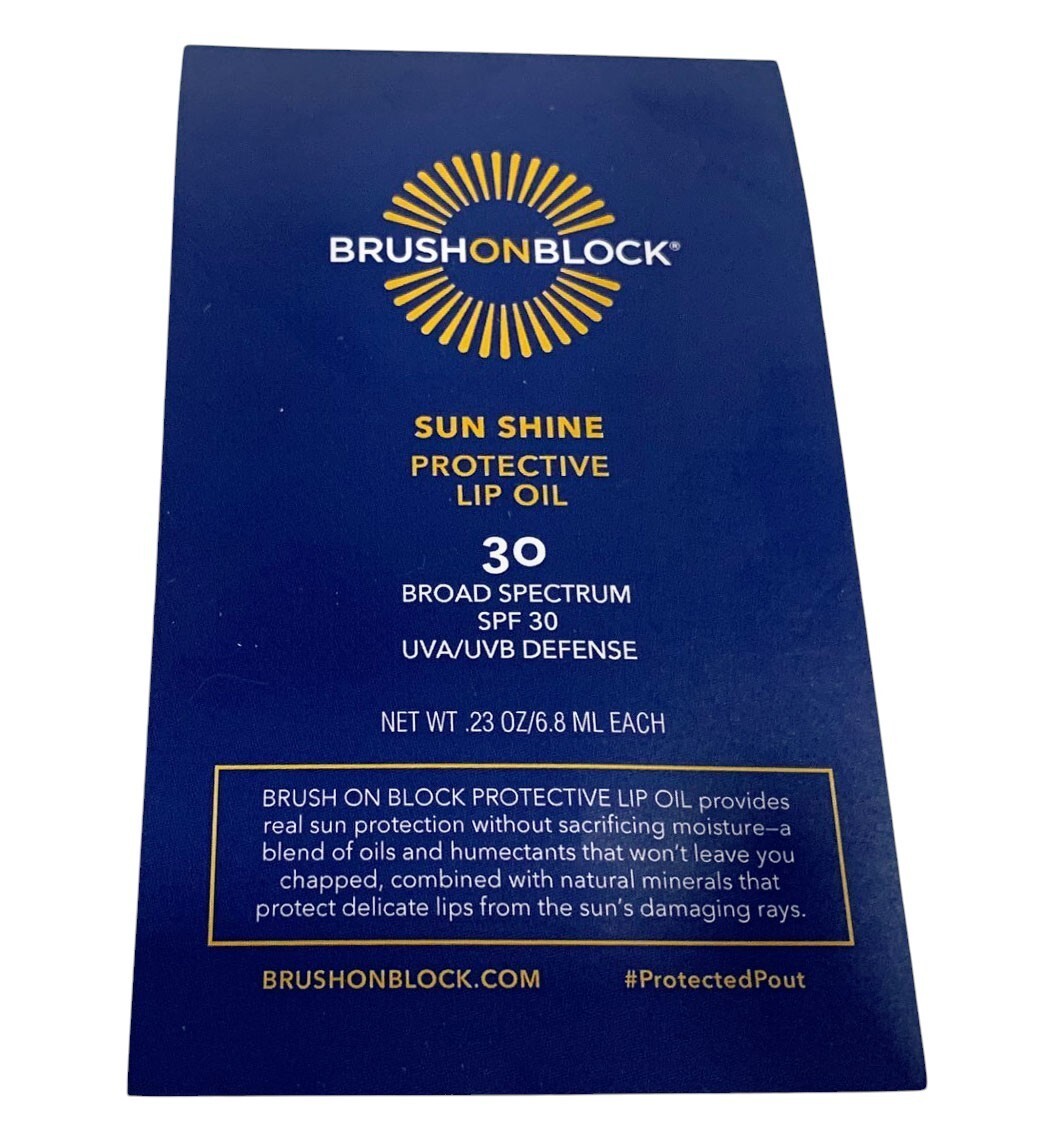 BRUSHONBLOCK®
SUN SHINE
PROTECTIVE
LIP OIL
30
BROAD SPECTRUM
SPF 30
UVA/UVB DEFENSE
NET WT .23 OZ/6.8 ML EACH
BRUSH ON BLOCK PROTECTIVE LIP OIL provides
real sun protection without sacrificing moisture—a
blend of oils and humectants that won't leave you
chapped, combined with natural minerals that
protect delicate lips from the sun's damaging rays.
BRUSHONBLOCK.COM #ProtectedPout